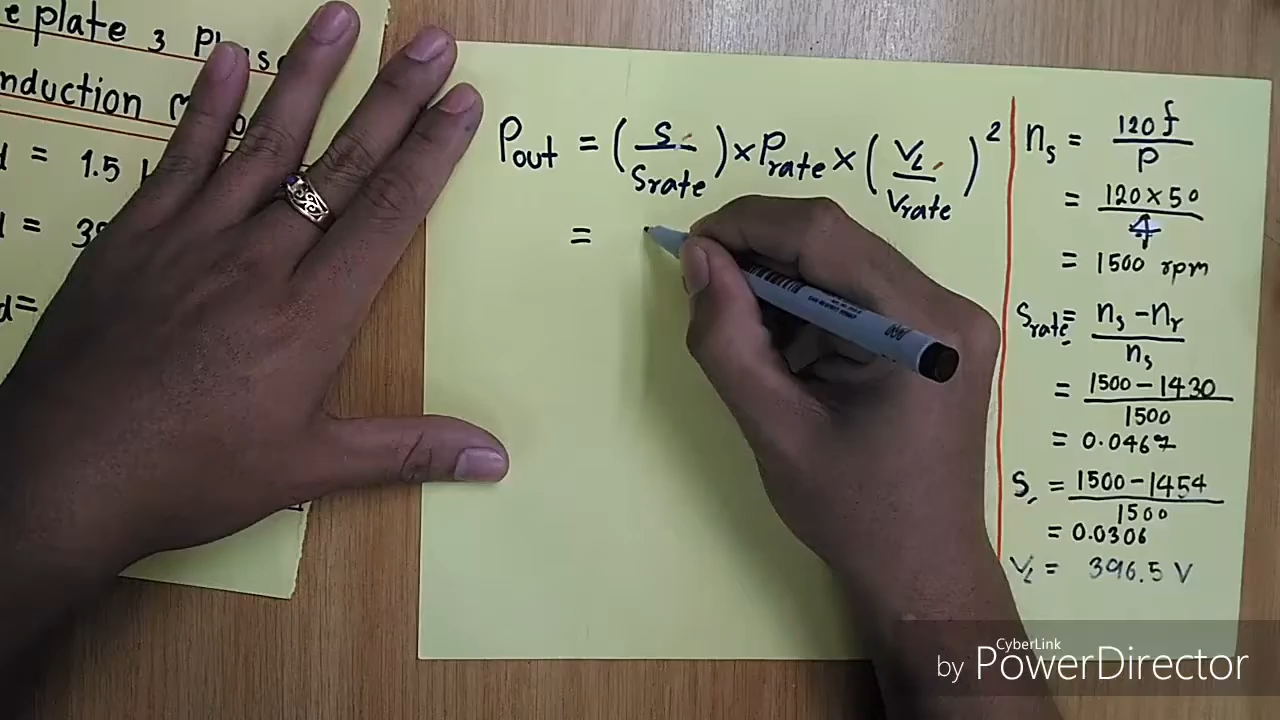 e plate 3 Phase
nduction
d = 1.5
d = 38
d=
Pout = (S/Srate) × Prate × (VL/Vrate)²
=
ns = 120f/P
= 120 × 50/4
= 1500 rpm
Srate = ns - nr/ns
= 1500 - 1430/1500
= 0.0467
S = 1500 - 1454/1500
= 0.0306
VL = 396.5 V
CyberLink
by PowerDirector